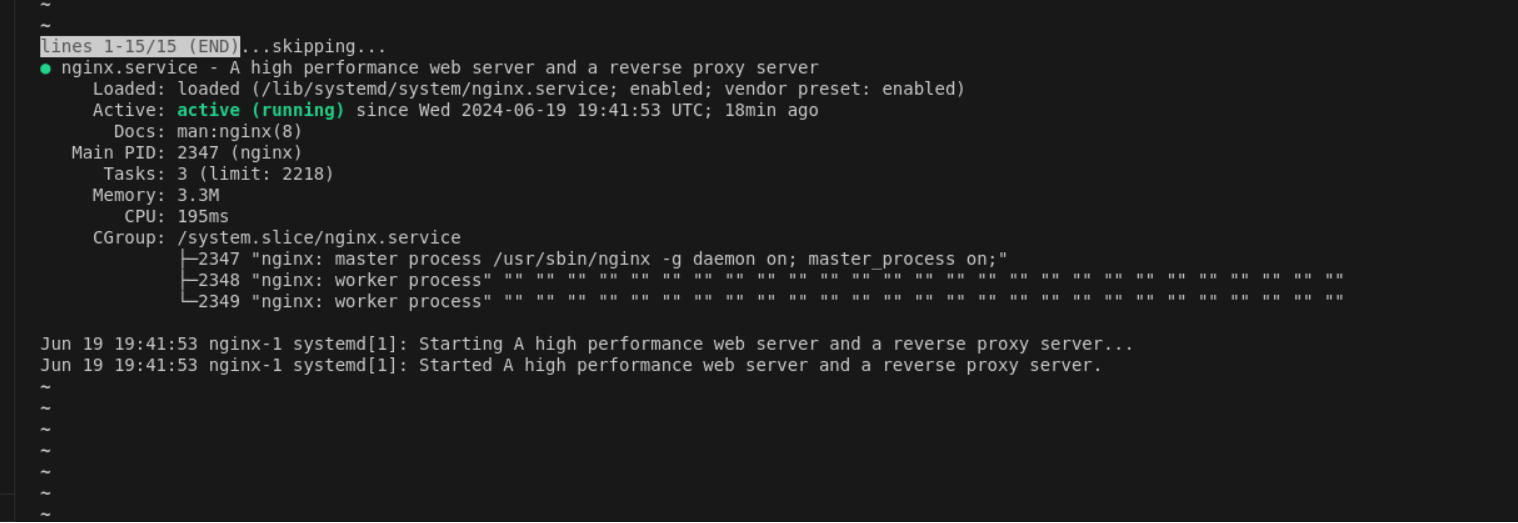 ~
~
lines 1-15/15 (END)...skipping...
● nginx.service - A high performance web server and a reverse proxy server
     Loaded: loaded (/lib/systemd/system/nginx.service; enabled; vendor preset: enabled)
     Active: active (running) since Wed 2024-06-19 19:41:53 UTC; 18min ago
       Docs: man:nginx(8)
   Main PID: 2347 (nginx)
      Tasks: 3 (limit: 2218)
     Memory: 3.3M
        CPU: 195ms
     CGroup: /system.slice/nginx.service
             ├─2347 "nginx: master process /usr/sbin/nginx -g daemon on; master_process on;"
             ├─2348 "nginx: worker process" "" "" "" "" "" "" "" "" "" "" "" "" "" "" "" "" "" "" "" "" "" "" "" "" "" "" ""
             └─2349 "nginx: worker process" "" "" "" "" "" "" "" "" "" "" "" "" "" "" "" "" "" "" "" "" "" "" "" "" "" "" ""
Jun 19 19:41:53 nginx-1 systemd[1]: Starting A high performance web server and a reverse proxy server...
Jun 19 19:41:53 nginx-1 systemd[1]: Started A high performance web server and a reverse proxy server.
~
~
~
~
~
~
~